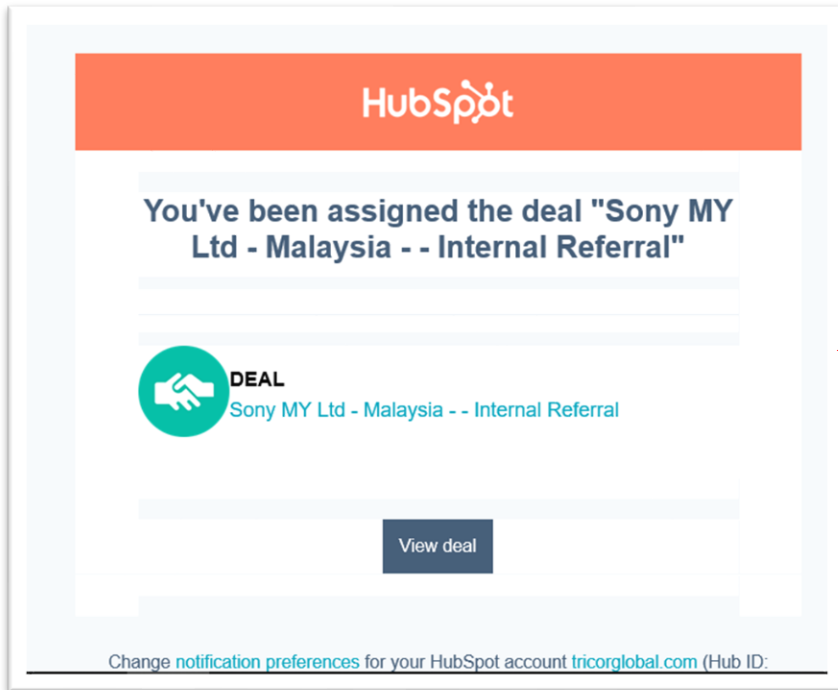 HubSpot
You've been assigned the deal "Sony MY
Ltd - Malaysia - - Internal Referral"
DEAL
Sony MY Ltd - Malaysia - - Internal Referral
View deal
Change notification preferences for your HubSpot account tricorglobal.com (Hub ID: